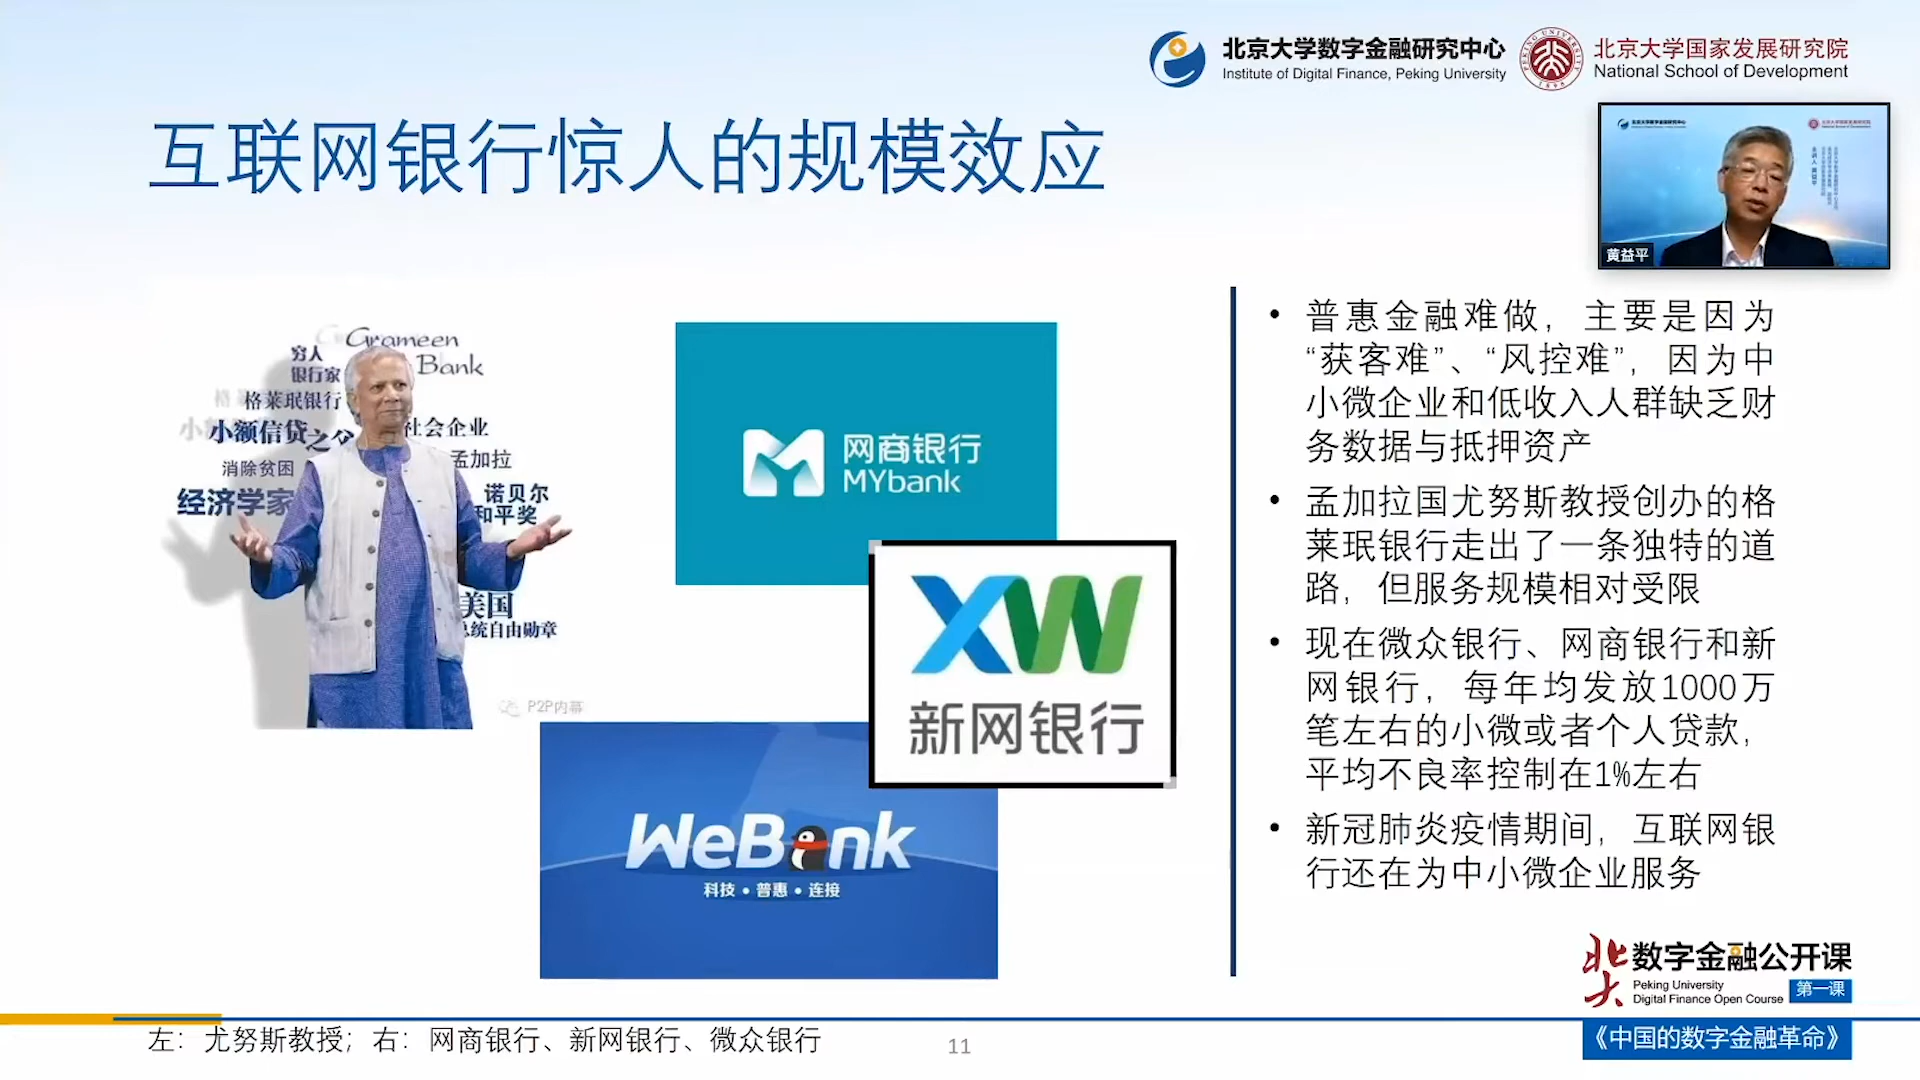 北京大学数字金融研究中心
Institute of Digital Finance, Peking University
北京大学国家发展研究院
National School of Development
互联网银行惊人的规模效应
黄益平
Grameen
Bank
穷人
银行家
格莱珉银行
小额信贷之父
社会企业
孟加拉
消除贫困
经济学家
诺贝尔
和平奖
美国
总统自由勋章
P2P内幕
网商银行
MYbank
XW
新网银行
WeBank
科技•普惠•连接
• 普惠金融难做，主要是因为
“获客难”、“风控难”，因为中
小微企业和低收入人群缺乏财
务数据与抵押资产
• 孟加拉国尤努斯教授创办的格
莱珉银行走出了一条独特的道
路，但服务规模相对受限
• 现在微众银行、网商银行和新
网银行，每年均发放1000万
笔左右的小微或者个人贷款，
平均不良率控制在1%左右
• 新冠肺炎疫情期间，互联网银
行还在为中小微企业服务
北大
数字金融公开课
Peking University
Digital Finance Open Course
第一课
《中国的数字金融革命》
左：尤努斯教授；右：网商银行、新网银行、微众银行
11